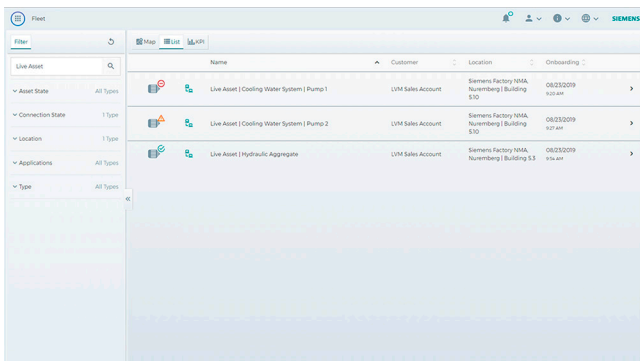 Fleet
SIEMENS
Filter
Map List KPI
Live Asset
Name Customer Location Onboarding
Asset State All Types
Connection State 1 Type
Location 1 Type
Applications All Types
Type All Types
Live Asset | Cooling Water System | Pump 1 LVM Sales Account
Siemens Factory NMA,
Nuremberg | Building
5.10
08/23/2019
9:20 AM
Live Asset | Cooling Water System | Pump 2 LVM Sales Account
Siemens Factory NMA,
Nuremberg | Building
5.10
08/23/2019
9:27 AM
Live Asset | Hydraulic Aggregate LVM Sales Account
Siemens Factory NMA,
Nuremberg | Building 5.3
08/23/2019
9:54 AM